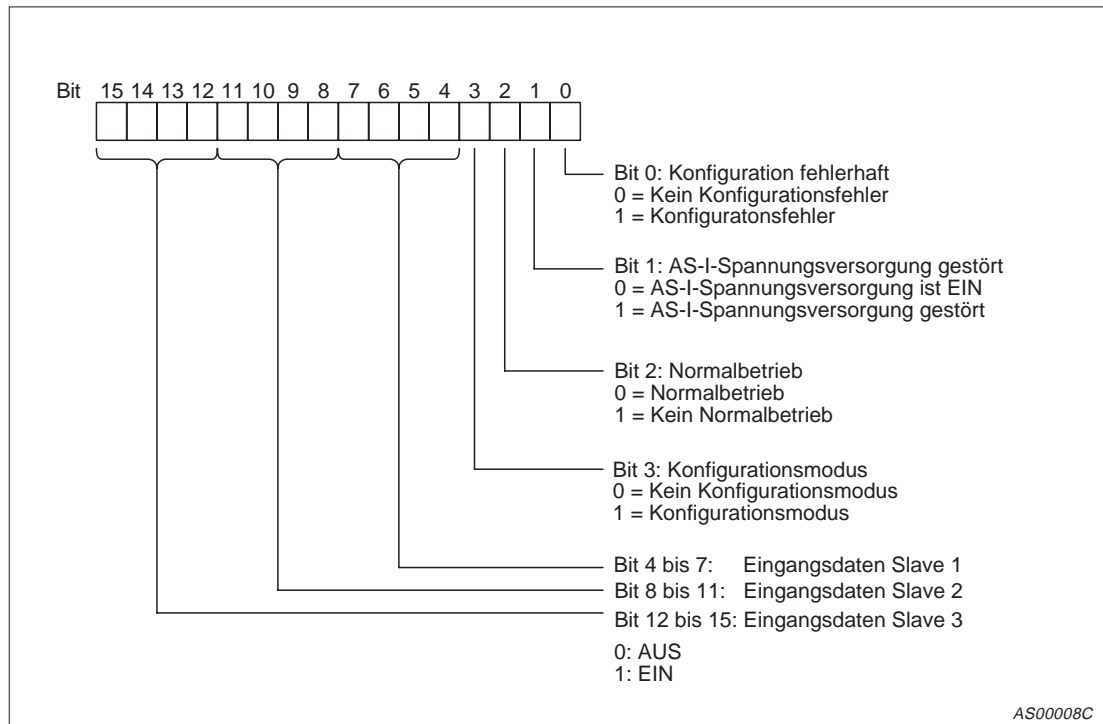 Bit 15 14 13 12 11 10 9 8 7 6 5 4 3 2 1 0
Bit 0: Konfiguration fehlerhaft
0 = Kein Konfigurationsfehler
1 = Konfiguratonsfehler
Bit 1: AS-I-Spannungsversorgung gestört
0 = AS-I-Spannungsversorgung ist EIN
1 = AS-I-Spannungsversorgung gestört
Bit 2: Normalbetrieb
0 = Normalbetrieb
1 = Kein Normalbetrieb
Bit 3: Konfigurationsmodus
0 = Kein Konfigurationsmodus
1 = Konfigurationsmodus
Bit 4 bis 7: Eingangsdaten Slave 1
Bit 8 bis 11: Eingangsdaten Slave 2
Bit 12 bis 15: Eingangsdaten Slave 3
0: AUS
1: EIN
AS00008C